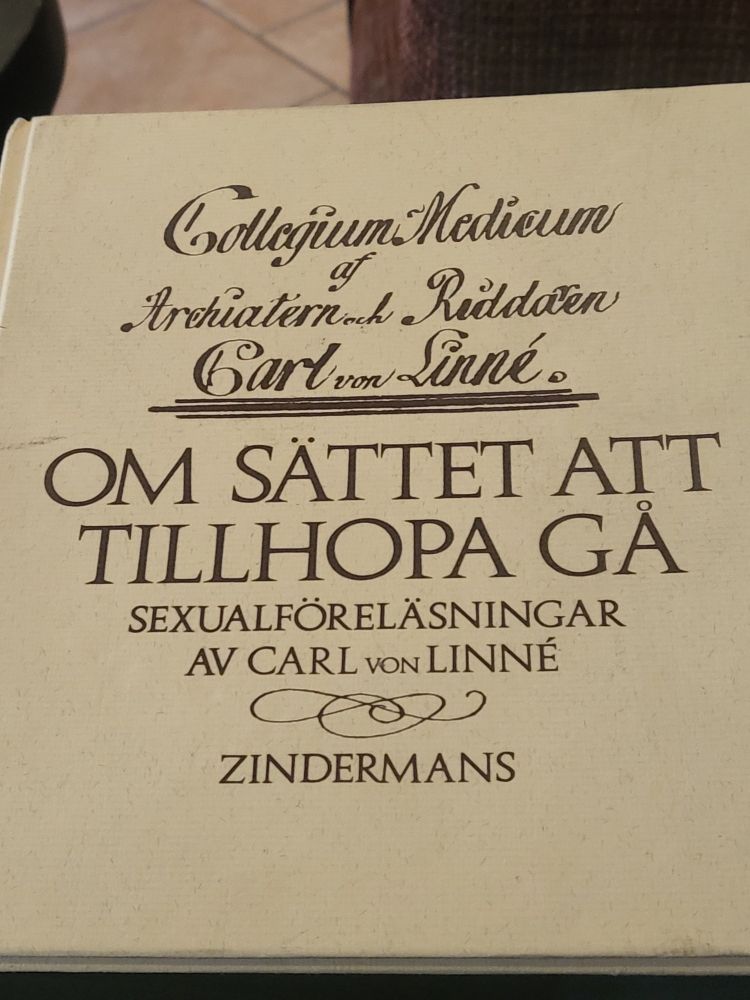 Collegium Medicum
af
Archiatern och Riddaren
Carl von Linné.
OM SÄTTET ATT
TILLHOPA GÅ
SEXUALFÖRELÄSNINGAR
AV CARL VON LINNÉ
ZINDERMANS